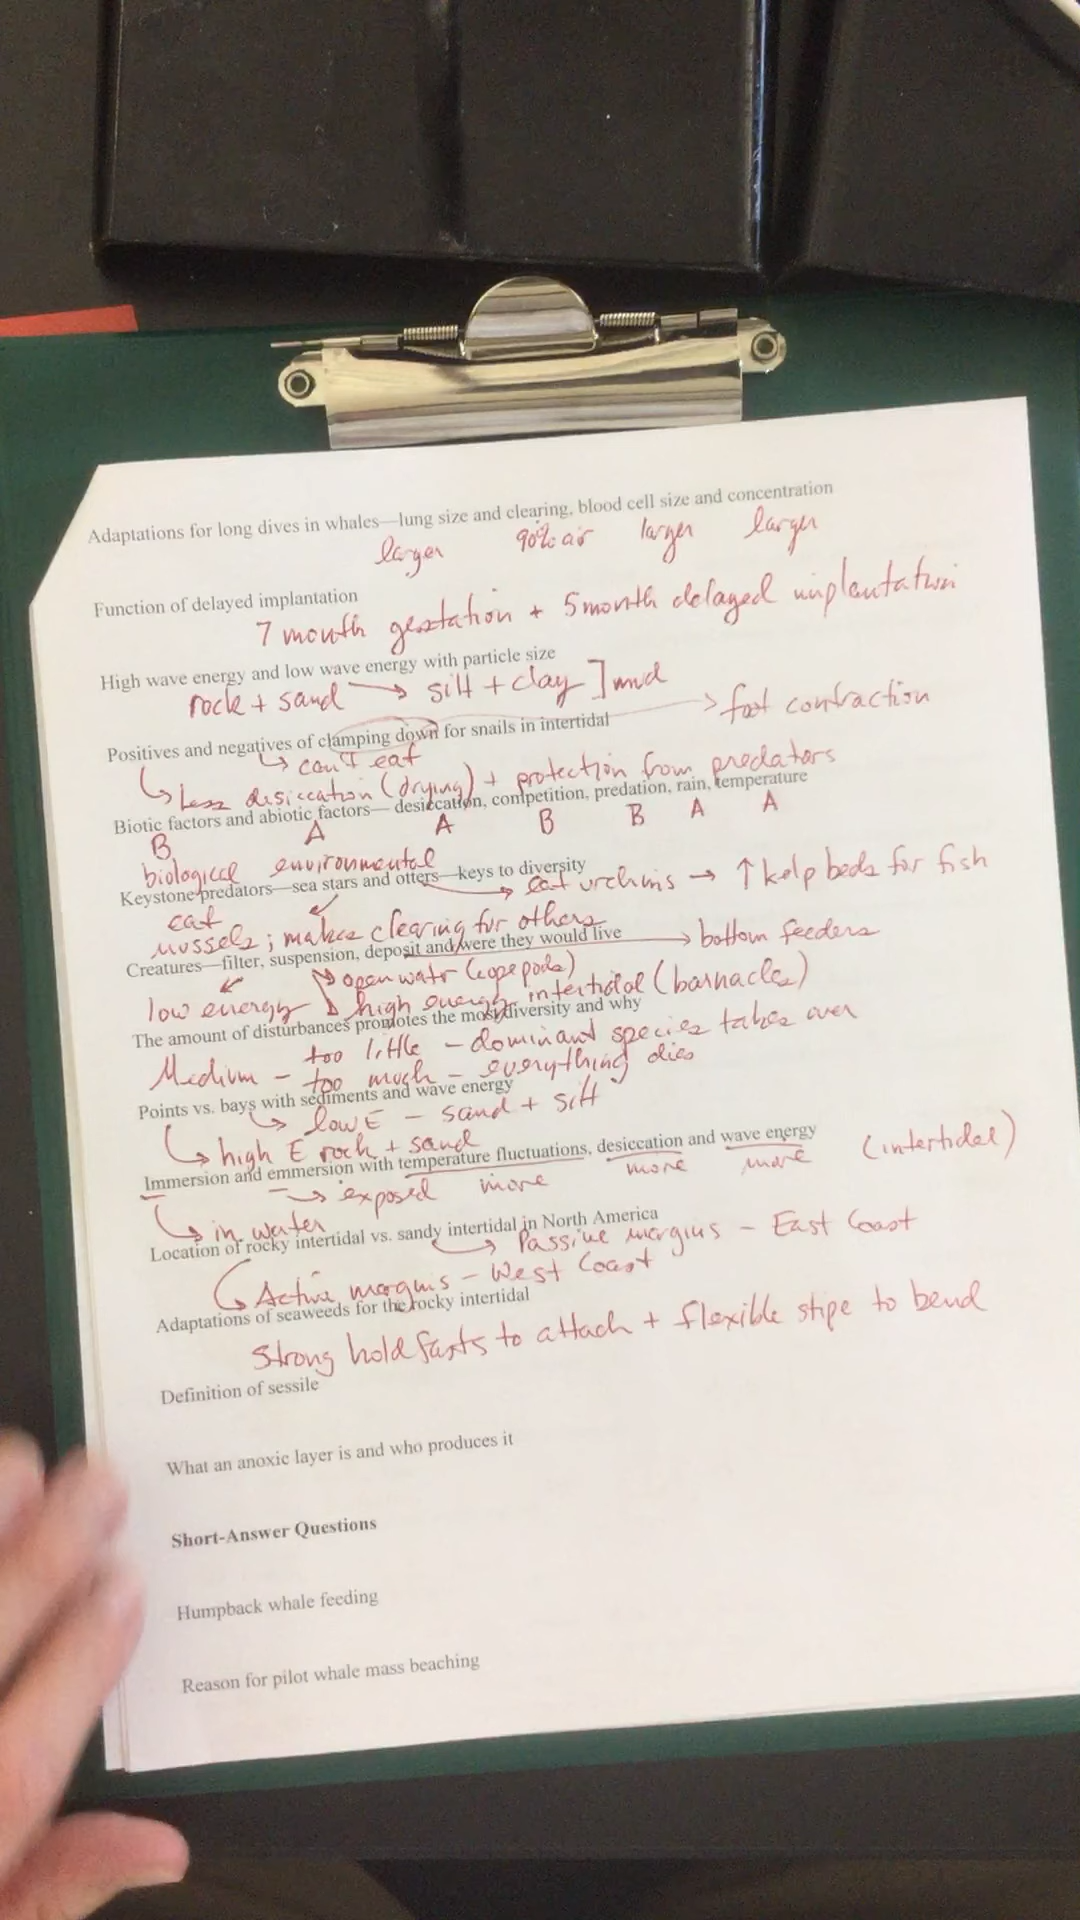 Adaptations for long dives in whales—lung size and clearing, blood cell size and concentration
larger 90% air larger larger
Function of delayed implantation
7 month gestation + 5 month delayed implantation
High wave energy and low wave energy with particle size
rock + sand → silt + clay ] mud
→ foot contraction
Positives and negatives of clamping down for snails in intertidal
↳ can't eat
↳ Less desiccation (drying) + protection from predators
Biotic factors and abiotic factors— desiccation, competition, predation, rain, temperature
B A A B B A A
biological environmental
Keystone predators—sea stars and otters—keys to diversity
→ eat urchins → ↑ kelp beds for fish
eat
mussels; makes clearing for others
Creatures—filter, suspension, deposit and were they would live → bottom feeders
open water (copepods)
low energy high energy intertidal (barnacles)
The amount of disturbances promotes the most diversity and why
too little - dominant species takes over
Medium - too much - everything dies
Points vs. bays with sediments and wave energy
↳ low E - sand + silt
↳ high E rock + sand
Immersion and emmersion with temperature fluctuations, desiccation and wave energy (intertidal)
→ exposed more more more
↳ in water
Location of rocky intertidal vs. sandy intertidal in North America
→ Passive margins - East Coast
Active margins - West Coast
Adaptations of seaweeds for the rocky intertidal
Strong holdfasts to attach + flexible stipe to bend
Definition of sessile
What an anoxic layer is and who produces it
Short-Answer Questions
Humpback whale feeding
Reason for pilot whale mass beaching